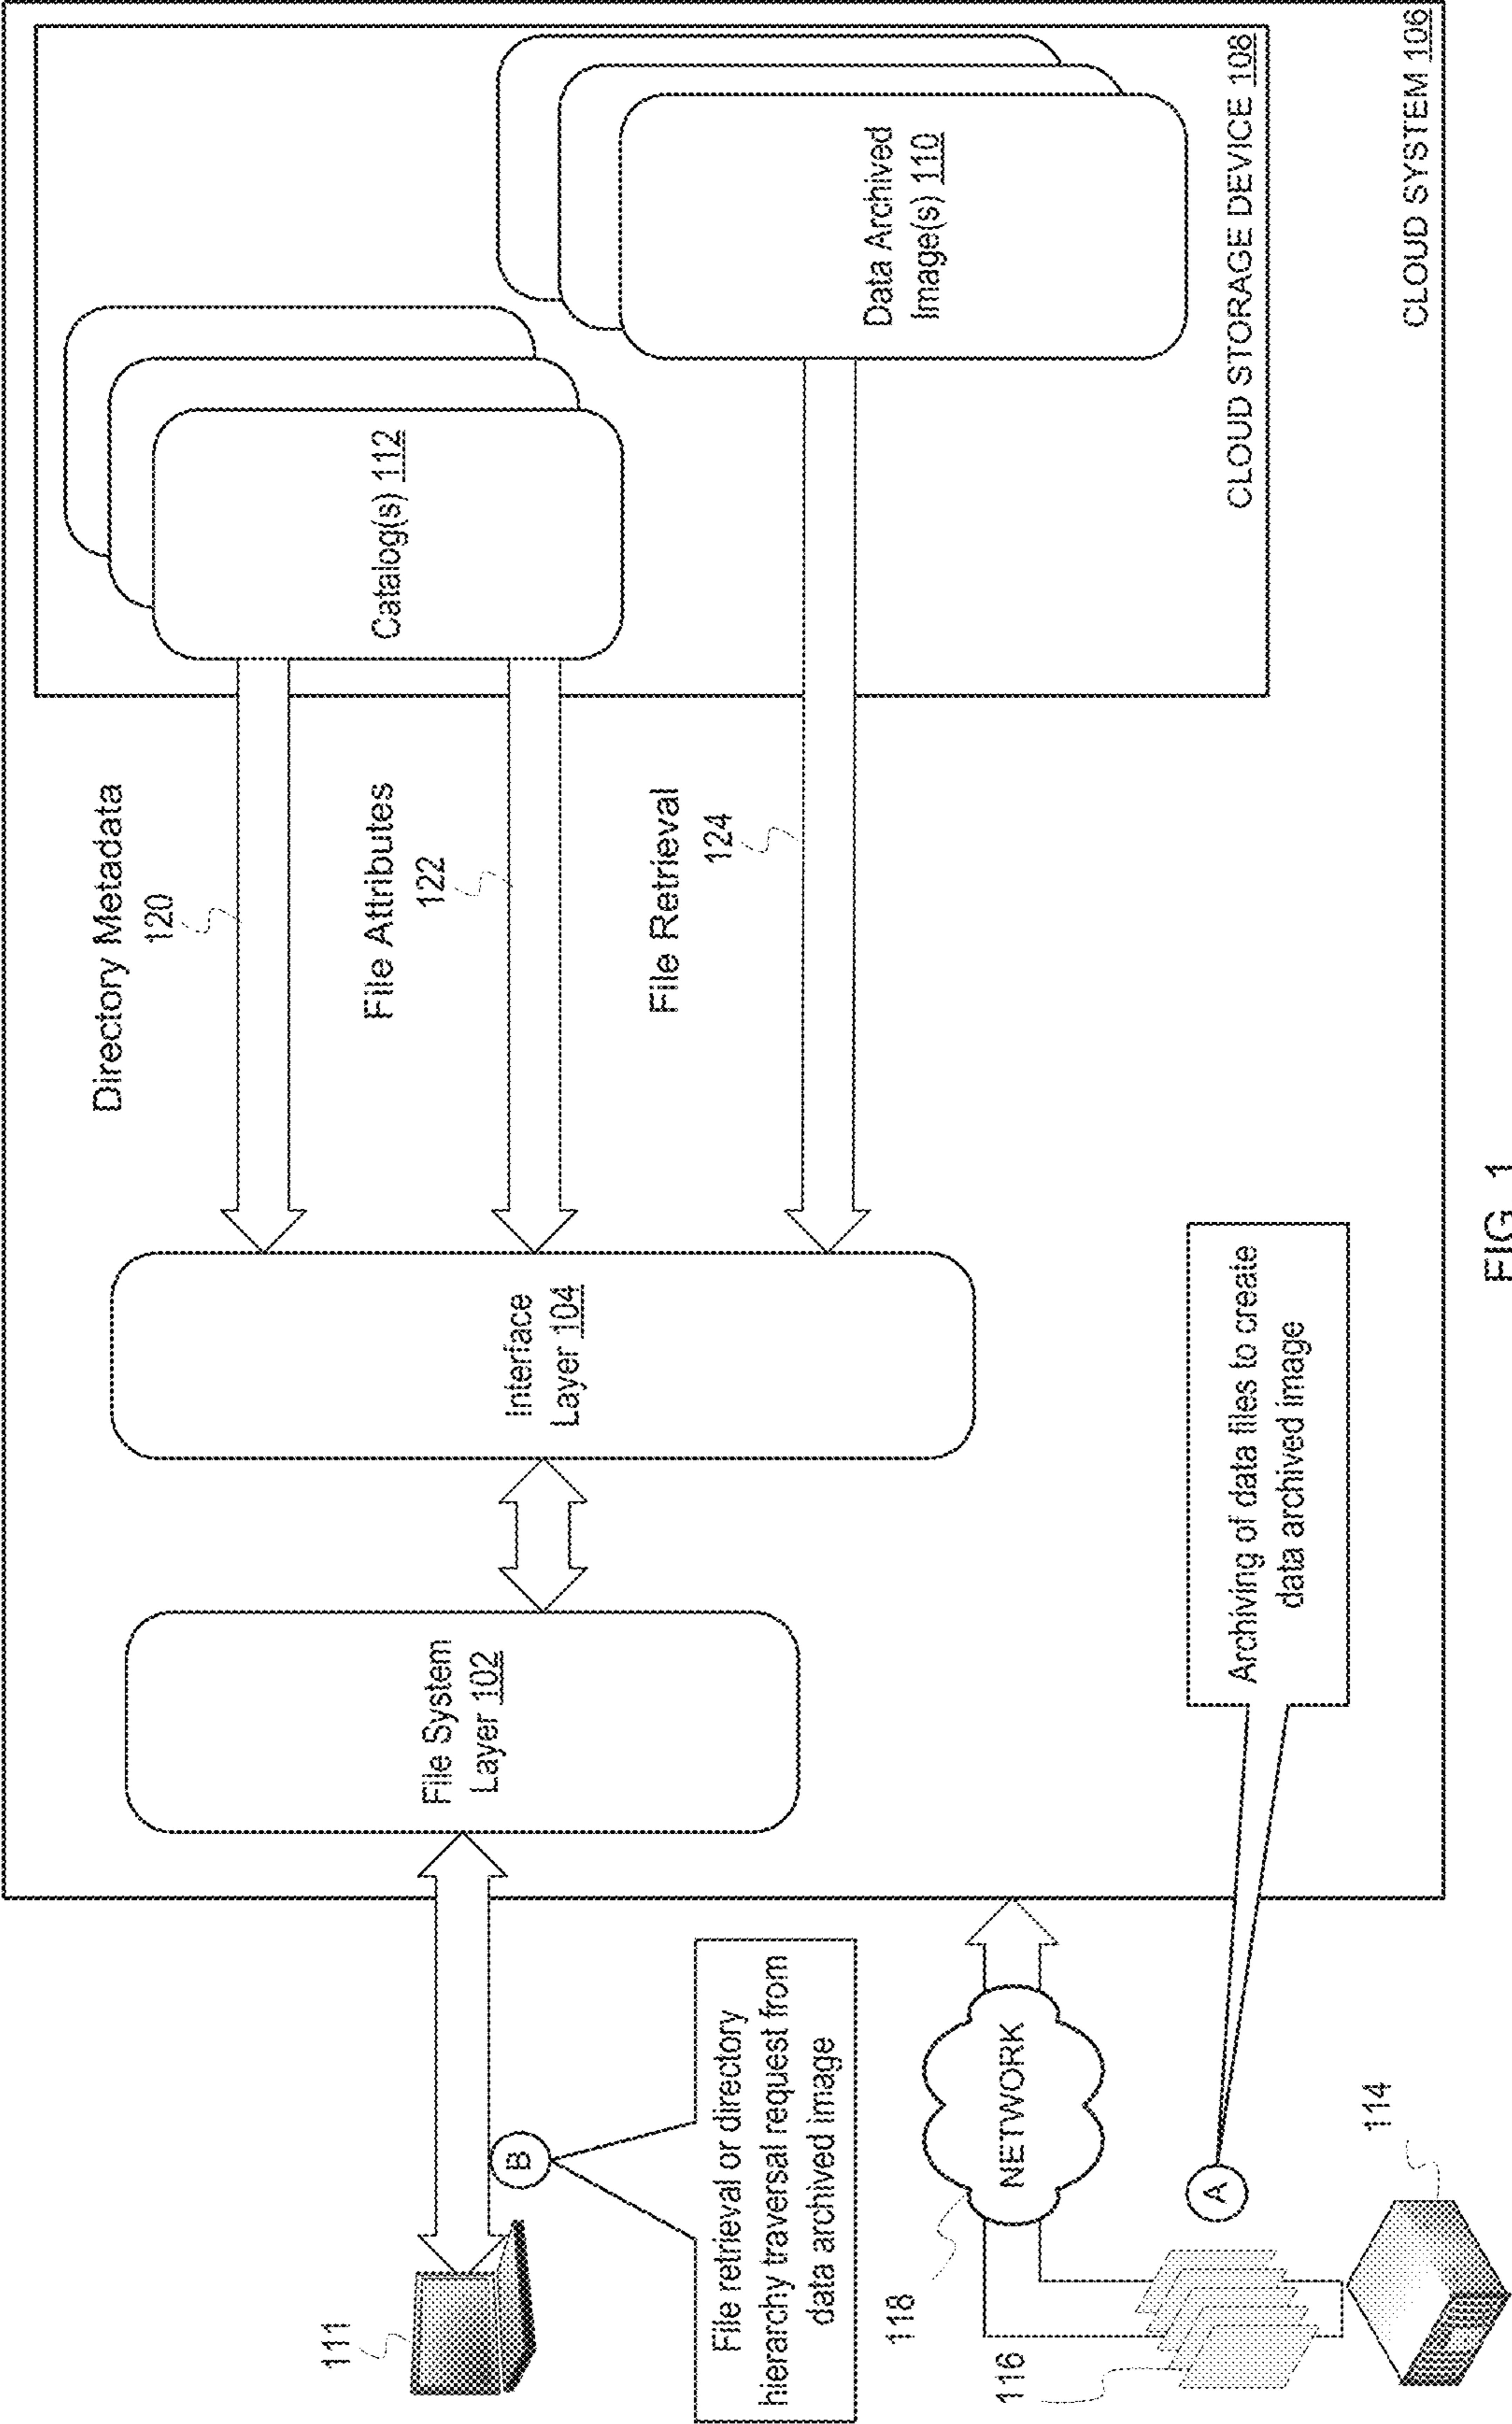 111
B
File retrieval or directory
hierarchy traversal request from
data archived image
118
NETWORK
116
A
114
Archiving of data files to create
data archived image
File System
Layer 102
Interface
Layer 104
Directory Metadata
120
File Attributes
122
File Retrieval
124
Catalog(s) 112
Data Archived
Image(s) 110
CLOUD STORAGE DEVICE 108
CLOUD SYSTEM 106
FIG. 1